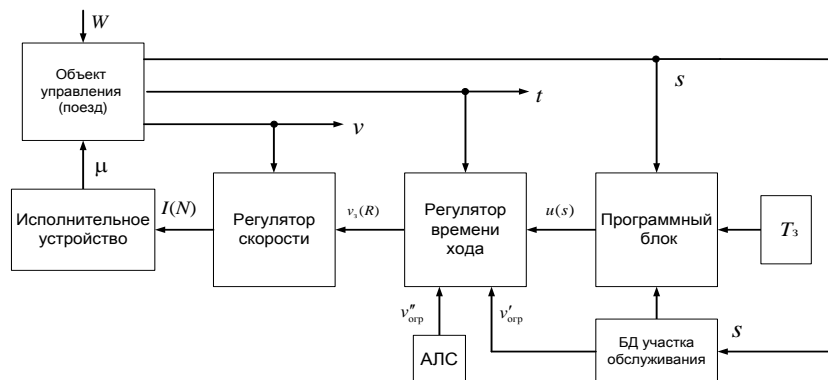 W
Объект
управления
(поезд)
s
t
v
μ
Исполнительное
устройство
I(N)
Регулятор
скорости
vз(R)
Регулятор
времени
хода
u(s)
Программный
блок
Tз
v″огр
v′огр
АЛС
БД участка
обслуживания
s